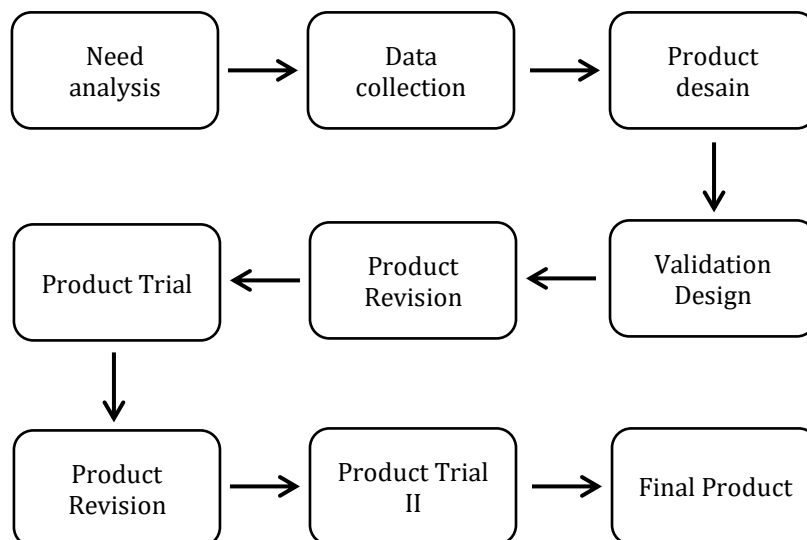 Need
analysis
Data
collection
Product
desain
Validation
Design
Product
Revision
Product Trial
Product
Revision
Product Trial
II
Final Product